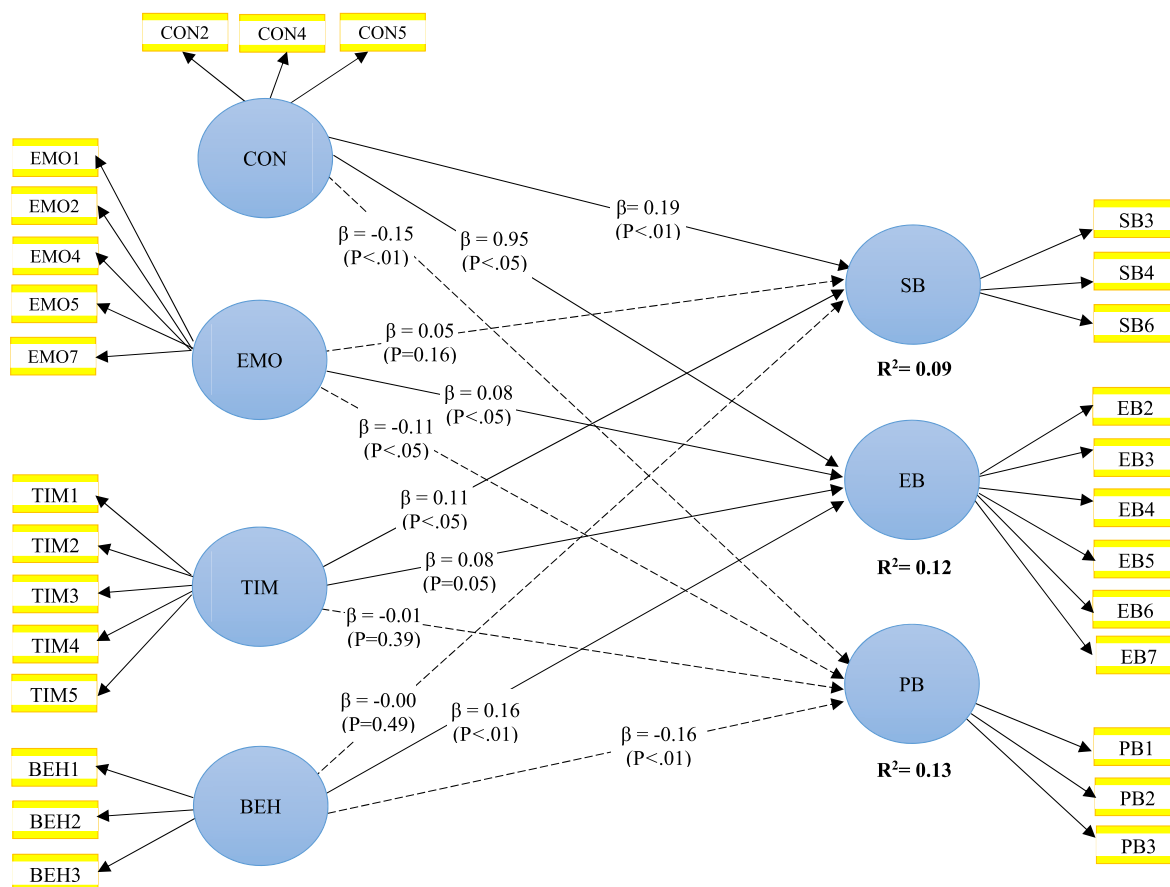 CON2
CON4
CON5
CON
EMO1
EMO2
EMO4
EMO5
EMO7
EMO
TIM1
TIM2
TIM3
TIM4
TIM5
TIM
BEH1
BEH2
BEH3
BEH
β= 0.19
(P<.01)
β = 0.95
(P<.05)
β = -0.15
(P<.01)
β = 0.05
(P=0.16)
β = 0.08
(P<.05)
β = -0.11
(P<.05)
β = 0.11
(P<.05)
β = 0.08
(P=0.05)
β = -0.01
(P=0.39)
β = -0.00
(P=0.49)
β = 0.16
(P<.01)
β = -0.16
(P<.01)
SB
R²= 0.09
EB
R²= 0.12
PB
R²= 0.13
SB3
SB4
SB6
EB2
EB3
EB4
EB5
EB6
EB7
PB1
PB2
PB3